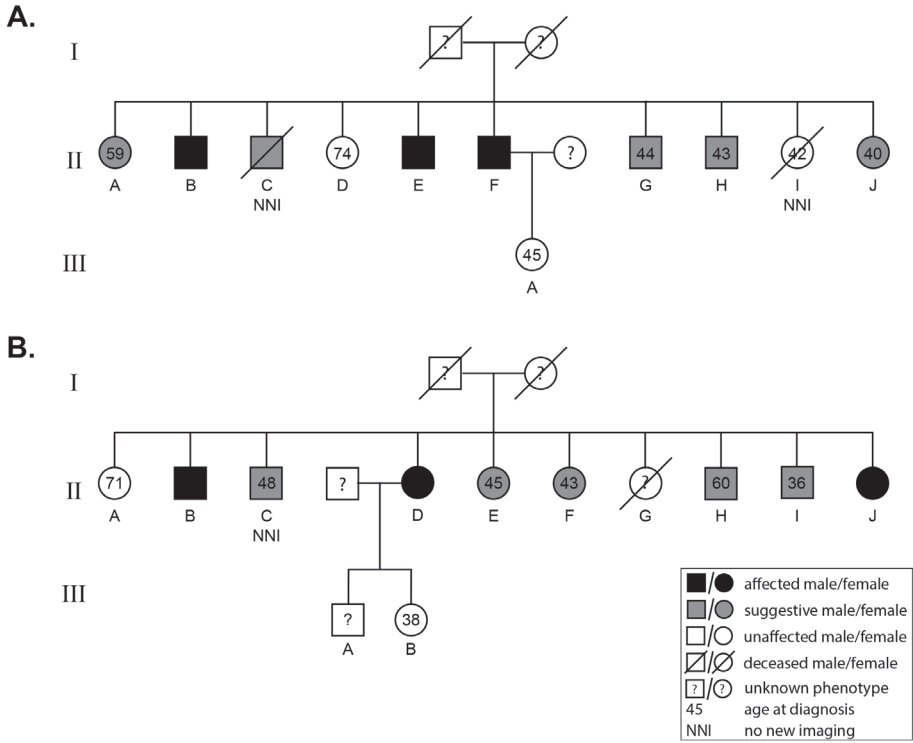 A.
I
? ?
II
59 74 ? 44 43 42 40
A B C D E F G H I J
NNI NNI
III
45
A
B.
I
? ?
II
71 48 ? 45 43 ? 60 36
A B C D E F G H I J
NNI
III
? 38
A B
affected male/female
suggestive male/female
unaffected male/female
deceased male/female
? / ? unknown phenotype
45 age at diagnosis
NNI no new imaging